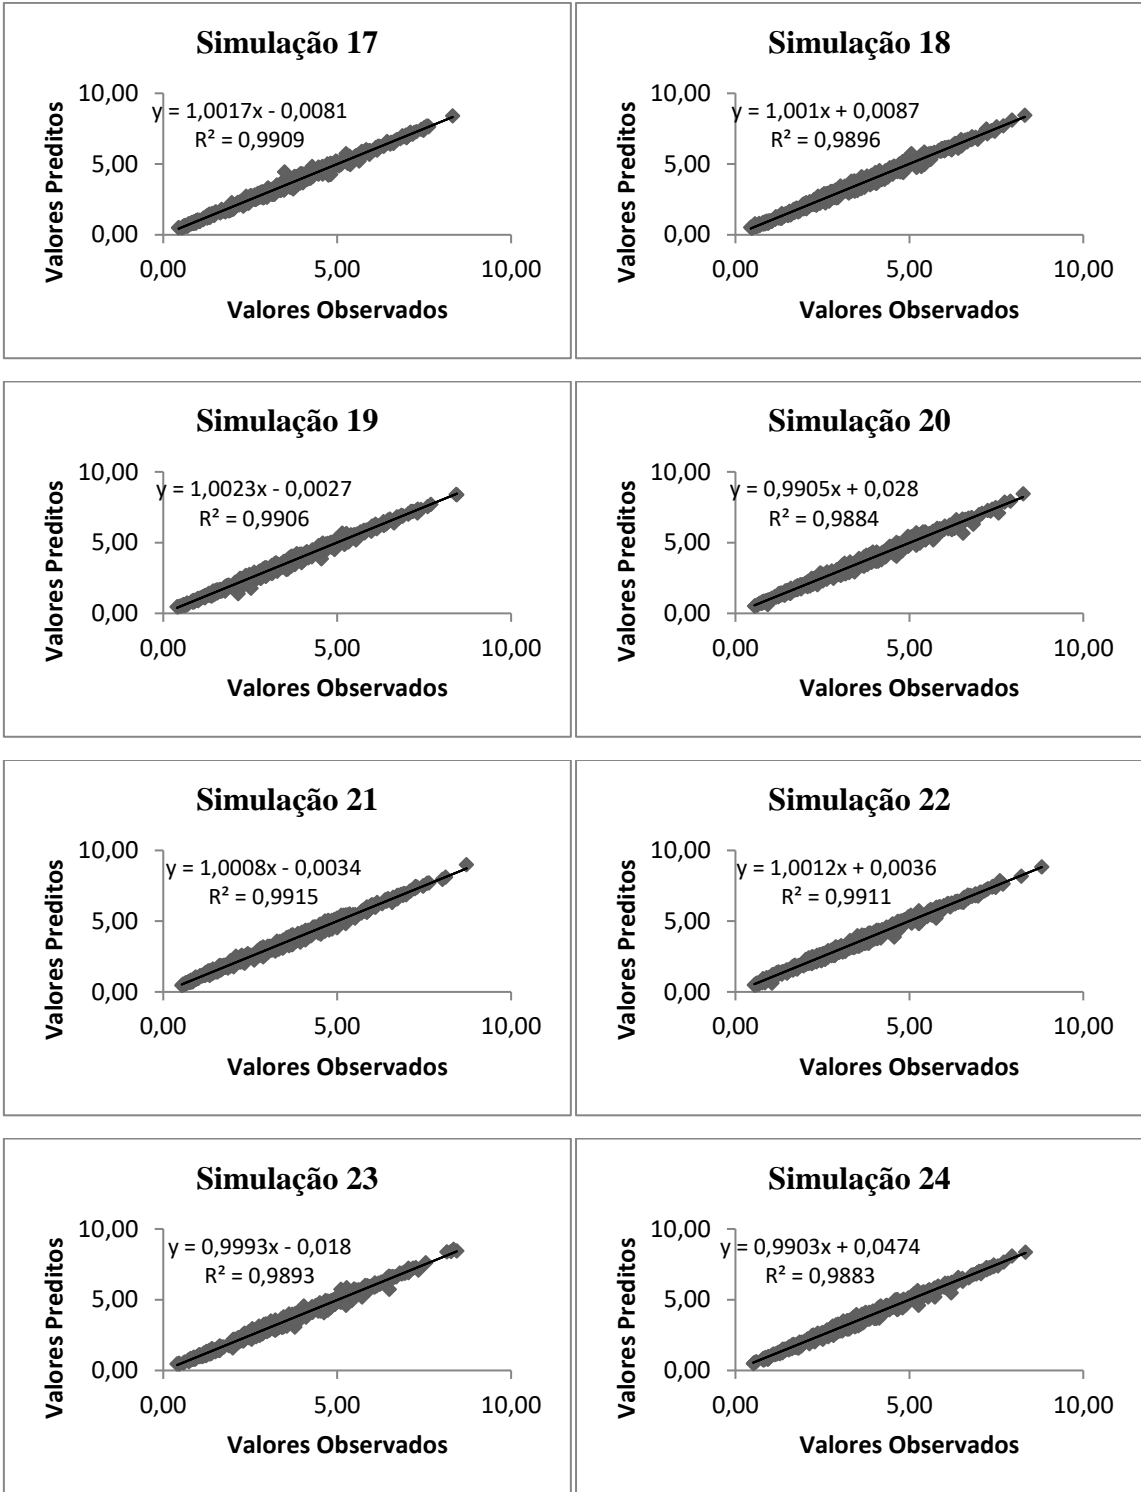 Simulação 17
10,00
y = 1,0017x - 0,0081
R² = 0,9909
5,00
0,00
0,00 5,00 10,00
Valores Preditos
Valores Observados
Simulação 18
10,00
y = 1,001x + 0,0087
R² = 0,9896
5,00
0,00
0,00 5,00 10,00
Valores Preditos
Valores Observados
Simulação 19
10,00
y = 1,0023x - 0,0027
R² = 0,9906
5,00
0,00
0,00 5,00 10,00
Valores Preditos
Valores Observados
Simulação 20
10,00
y = 0,9905x + 0,028
R² = 0,9884
5,00
0,00
0,00 5,00 10,00
Valores Preditos
Valores Observados
Simulação 21
10,00
y = 1,0008x - 0,0034
R² = 0,9915
5,00
0,00
0,00 5,00 10,00
Valores Preditos
Valores Observados
Simulação 22
10,00
y = 1,0012x + 0,0036
R² = 0,9911
5,00
0,00
0,00 5,00 10,00
Valores Preditos
Valores Observados
Simulação 23
10,00
y = 0,9993x - 0,018
R² = 0,9893
5,00
0,00
0,00 5,00 10,00
Valores Preditos
Valores Observados
Simulação 24
10,00
y = 0,9903x + 0,0474
R² = 0,9883
5,00
0,00
0,00 5,00 10,00
Valores Preditos
Valores Observados